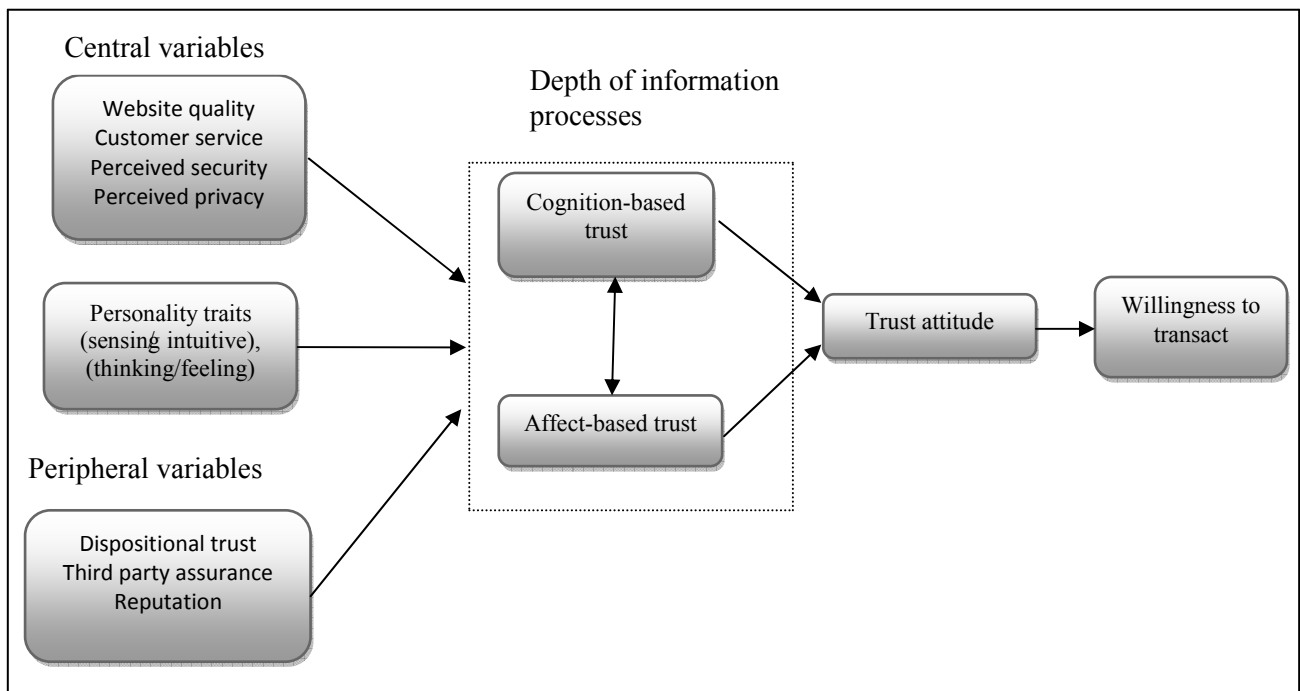 Central variables
Website quality
Customer service
Perceived security
Perceived privacy
Personality traits
(sensing/ intuitive),
(thinking/feeling)
Peripheral variables
Dispositional trust
Third party assurance
Reputation
Depth of information
processes
Cognition-based
trust
Affect-based trust
Trust attitude
Willingness to
transact